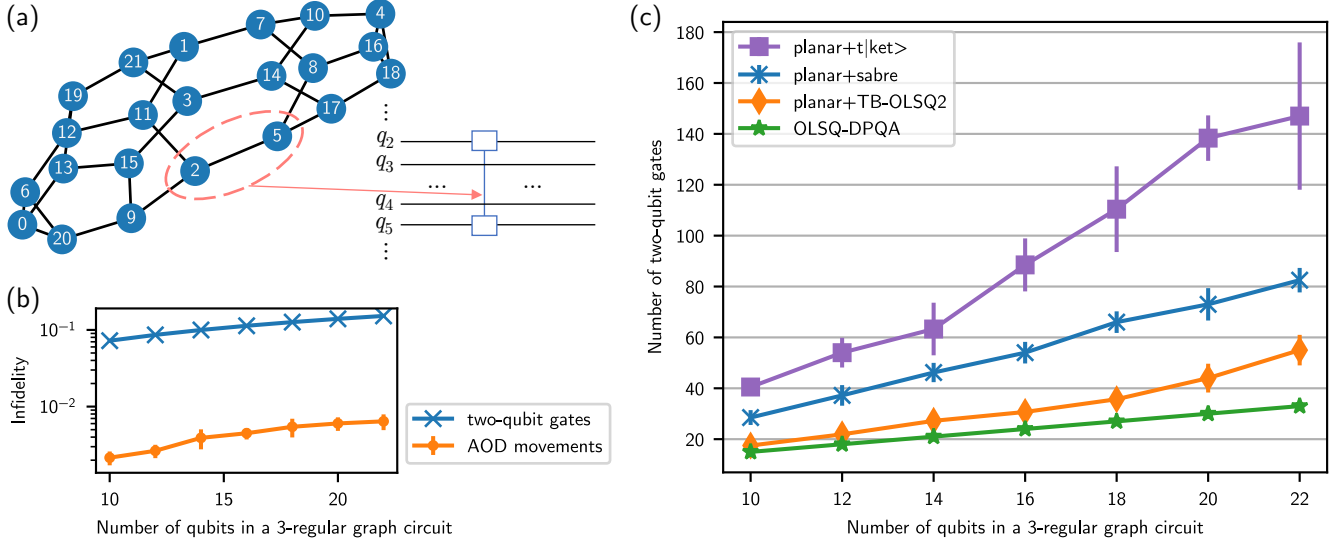 (a)
10
4
7
1
16
21
8
18
14
19
3
17
11
12
5
15
13
2
6
9
0
20
⋮
q2
q3
... ...
q4
q5
⋮
(b)
Infidelity
10−1
10−2
10 15 20
Number of qubits in a 3-regular graph circuit
two-qubit gates
AOD movements
(c)
Number of two-qubit gates
180
160
140
120
100
80
60
40
20
planar+t|ket>
planar+sabre
planar+TB-OLSQ2
OLSQ-DPQA
10 12 14 16 18 20 22
Number of qubits in a 3-regular graph circuit